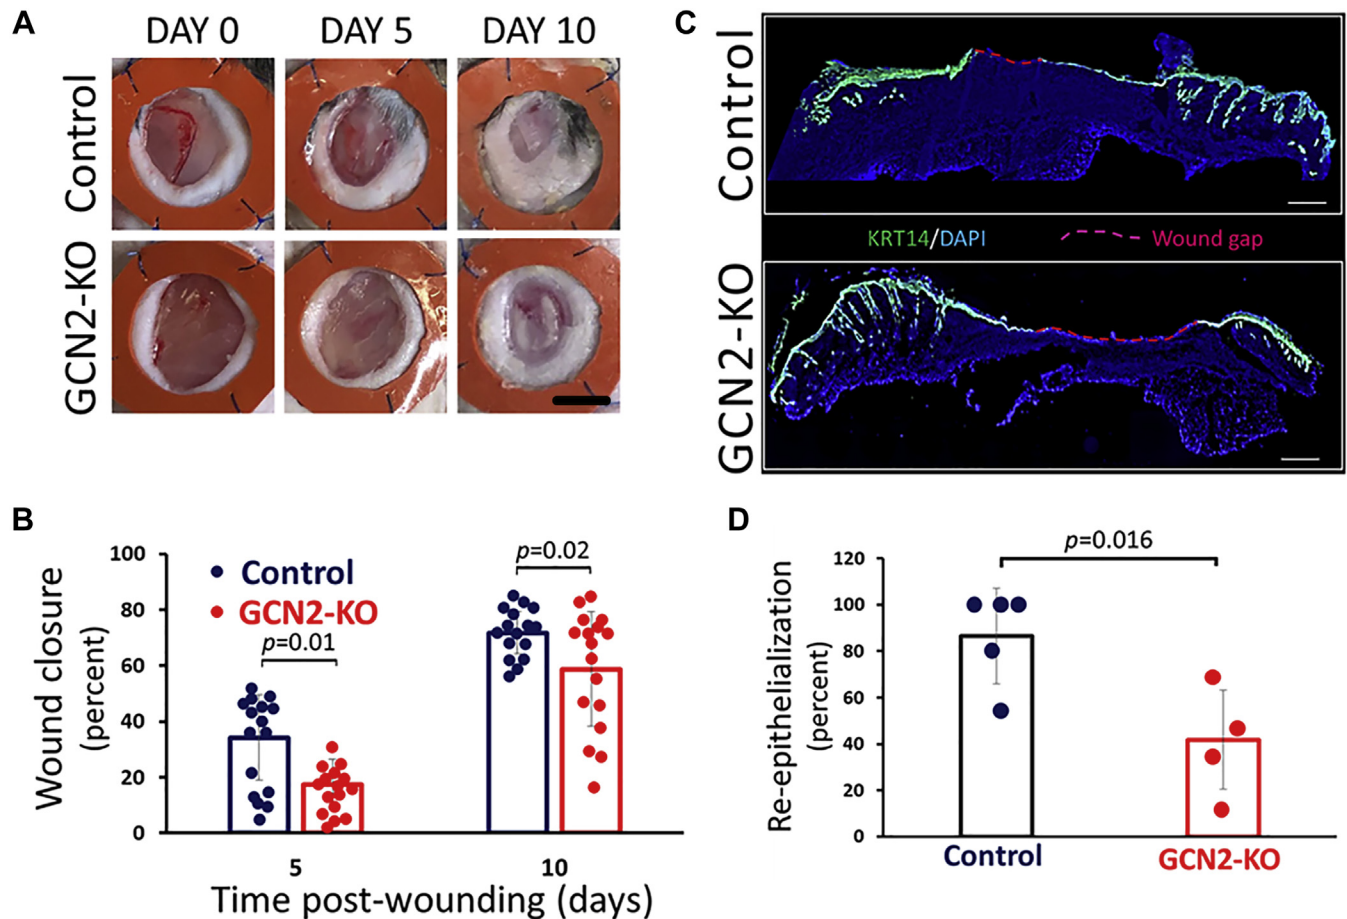 A
DAY 0 DAY 5 DAY 10
Control
GCN2-KO
C
Control
KRT14/DAPI Wound gap
GCN2-KO
B
Wound closure
(percent)
100
80
60
40
20
0
Control
GCN2-KO
p=0.01
p=0.02
5 10
Time post-wounding (days)
D
Re-epithelialization
(percent)
120
100
80
60
40
20
0
p=0.016
Control GCN2-KO